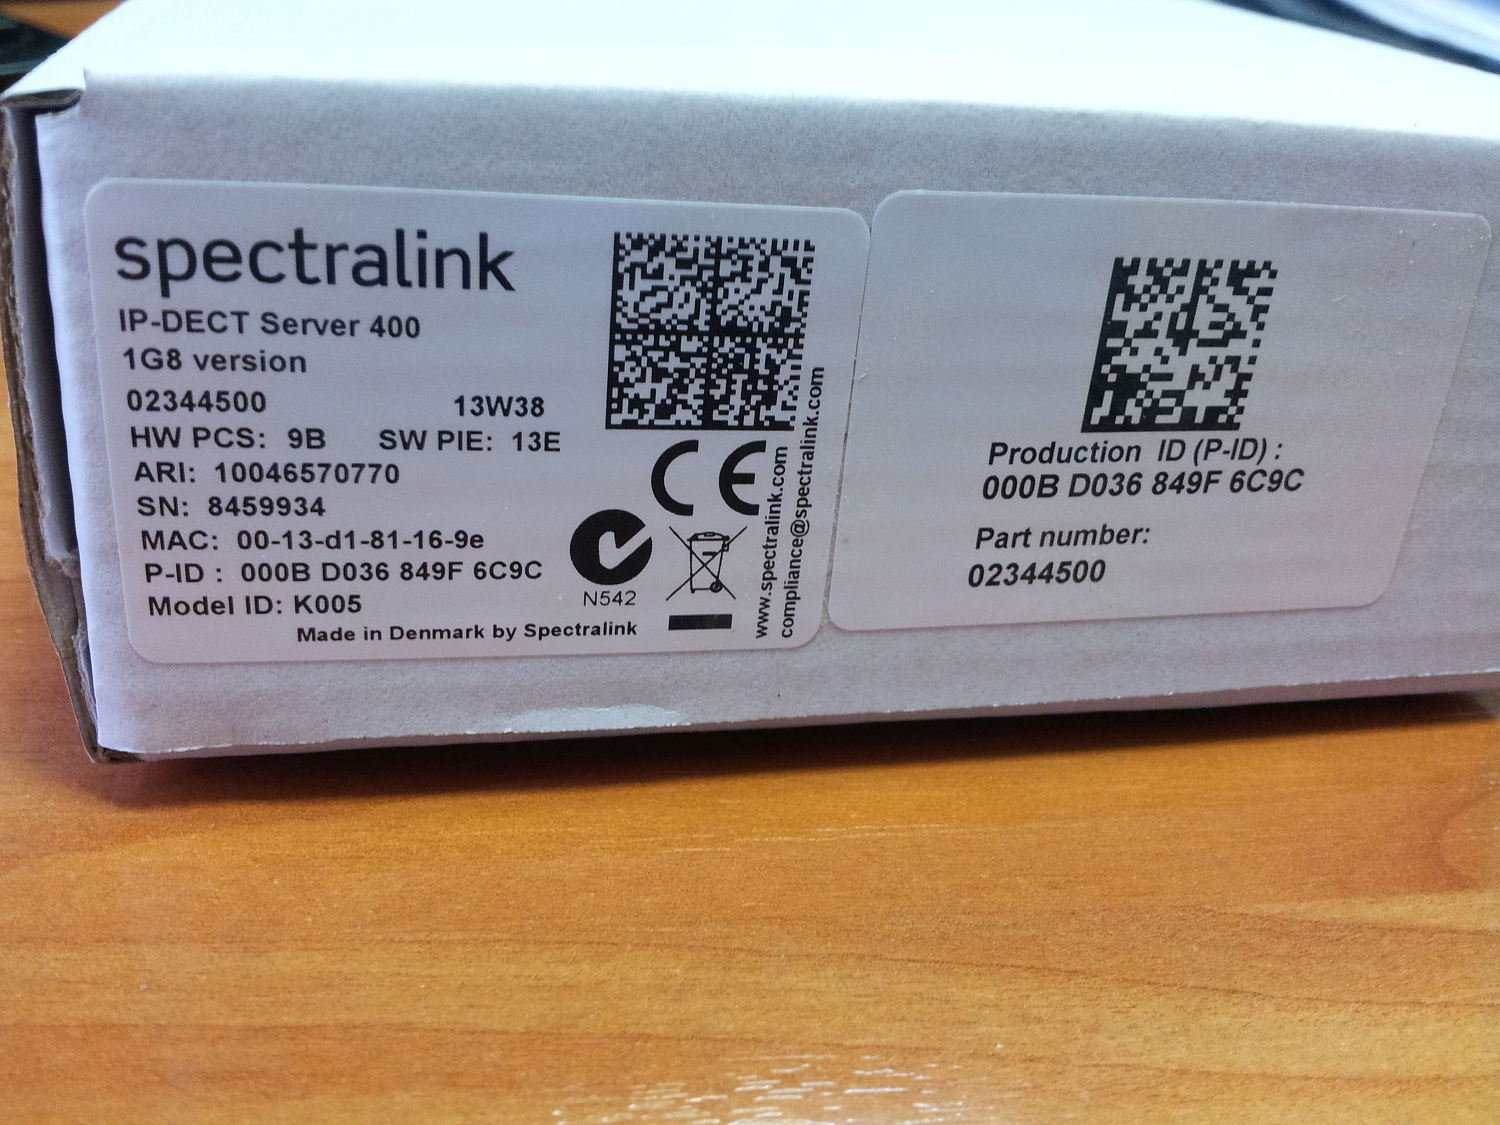 spectralink
IP-DECT Server 400
1G8 version
02344500 13W38
HW PCS: 9B SW PIE: 13E
ARI: 10046570770
SN: 8459934
MAC: 00-13-d1-81-16-9e
P-ID : 000B D036 849F 6C9C
Model ID: K005
Made in Denmark by Spectralink
CE
N542
www.spectralink.com
compliance@spectralink.com
Production ID (P-ID) :
000B D036 849F 6C9C
Part number:
02344500